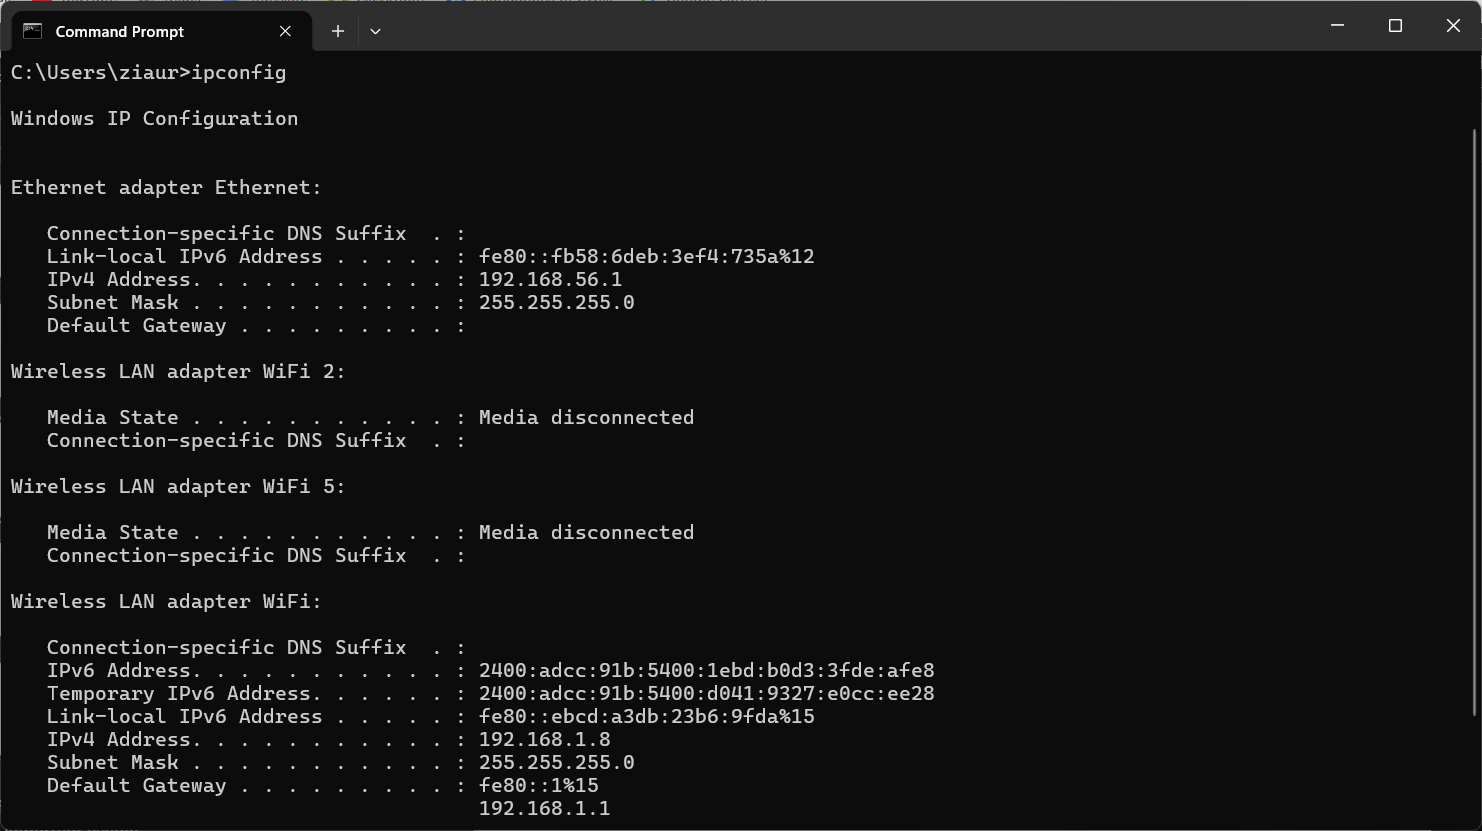 Command Prompt
C:\Users\ziaur>ipconfig
Windows IP Configuration
Ethernet adapter Ethernet:
   Connection-specific DNS Suffix  . :
   Link-local IPv6 Address . . . . . : fe80::fb58:6deb:3ef4:735a%12
   IPv4 Address. . . . . . . . . . . : 192.168.56.1
   Subnet Mask . . . . . . . . . . . : 255.255.255.0
   Default Gateway . . . . . . . . . :
Wireless LAN adapter WiFi 2:
   Media State . . . . . . . . . . . : Media disconnected
   Connection-specific DNS Suffix  . :
Wireless LAN adapter WiFi 5:
   Media State . . . . . . . . . . . : Media disconnected
   Connection-specific DNS Suffix  . :
Wireless LAN adapter WiFi:
   Connection-specific DNS Suffix  . :
   IPv6 Address. . . . . . . . . . . : 2400:adcc:91b:5400:1ebd:b0d3:3fde:afe8
   Temporary IPv6 Address. . . . . . : 2400:adcc:91b:5400:d041:9327:e0cc:ee28
   Link-local IPv6 Address . . . . . : fe80::ebcd:a3db:23b6:9fda%15
   IPv4 Address. . . . . . . . . . . : 192.168.1.8
   Subnet Mask . . . . . . . . . . . : 255.255.255.0
   Default Gateway . . . . . . . . . : fe80::1%15
                                       192.168.1.1